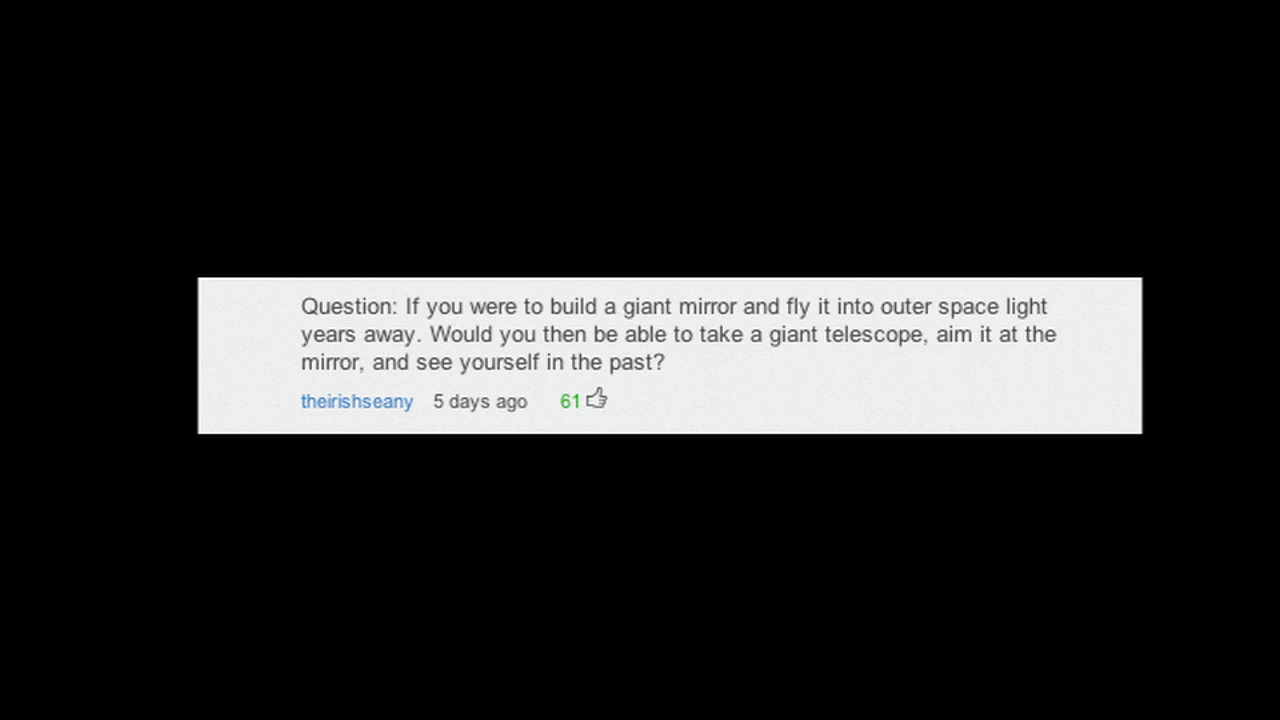 Question: If you were to build a giant mirror and fly it into outer space light
years away. Would you then be able to take a giant telescope, aim it at the
mirror, and see yourself in the past?
theirishseany 5 days ago 61